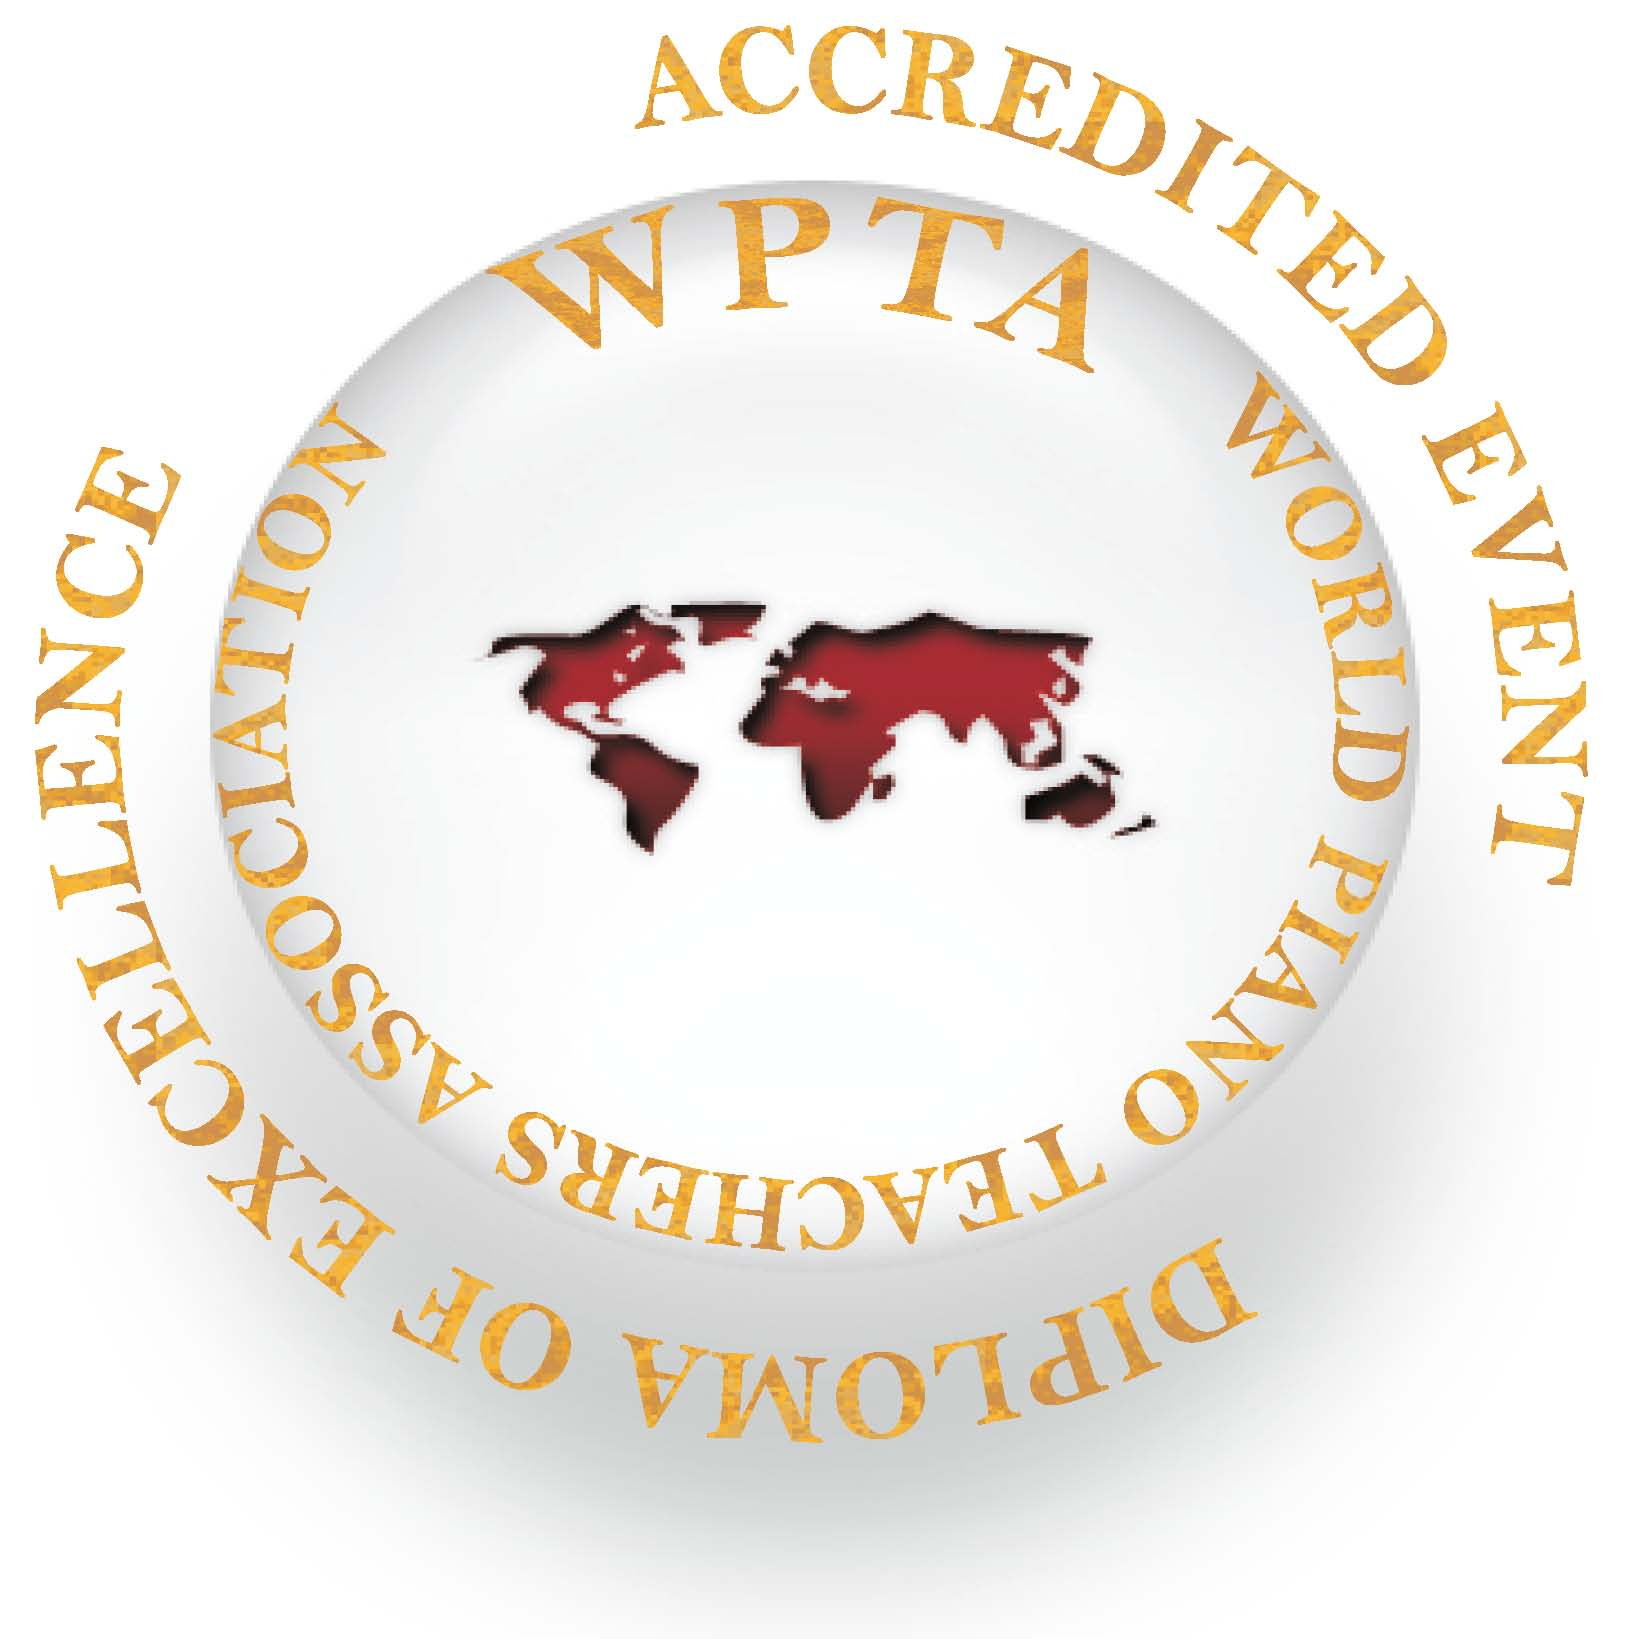 ACCREDITED EVENT
DIPLOMA OF EXCELLENCE
WPTA
WORLD PIANO TEACHERS ASSOCIATION